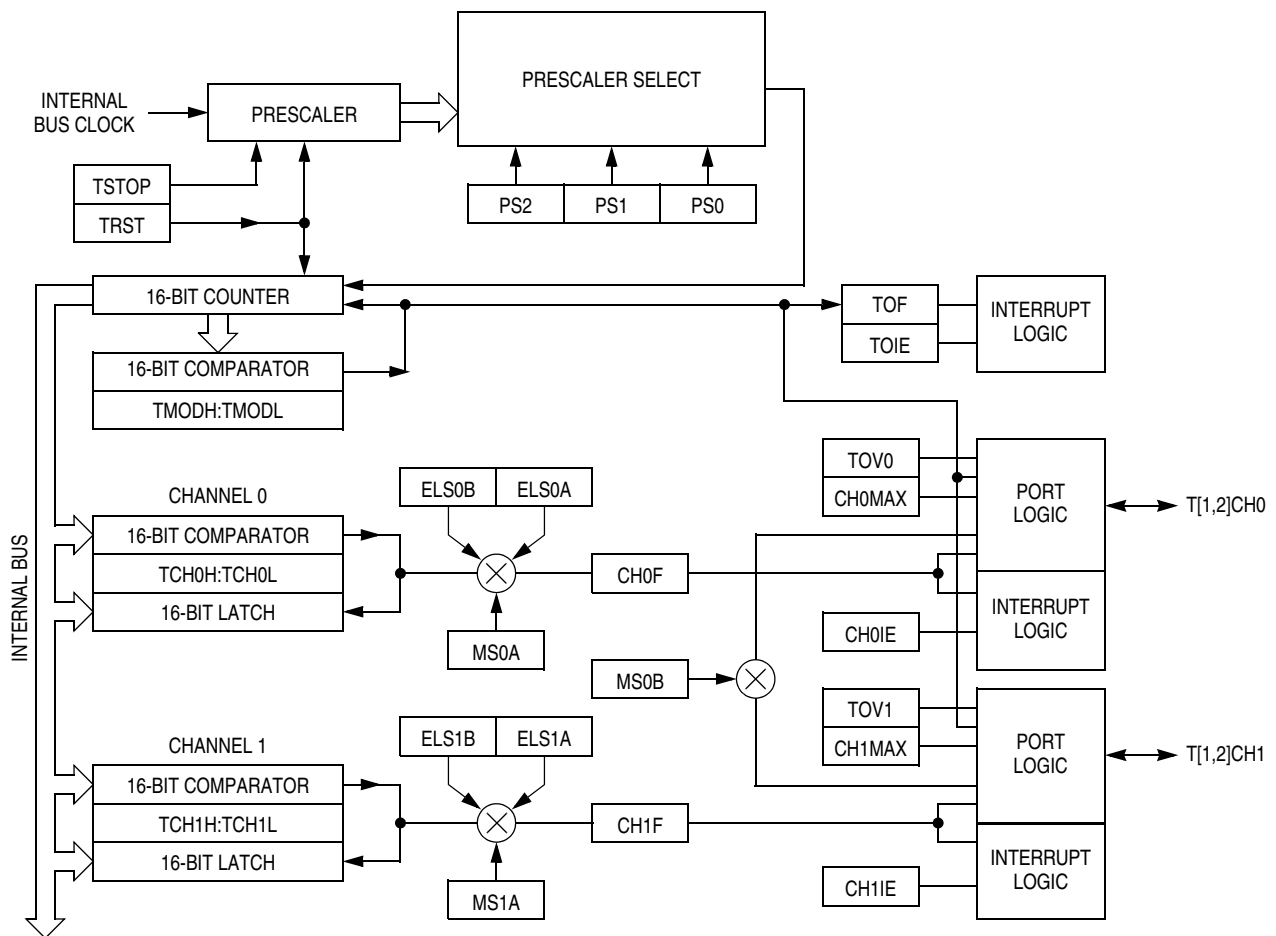 PRESCALER SELECT
INTERNAL
BUS CLOCK
PRESCALER
TSTOP
TRST
PS2
PS1
PS0
16-BIT COUNTER
TOF
TOIE
INTERRUPT
LOGIC
16-BIT COMPARATOR
TMODH:TMODL
INTERNAL BUS
CHANNEL 0
16-BIT COMPARATOR
TCH0H:TCH0L
16-BIT LATCH
ELS0B
ELS0A
MS0A
CH0F
TOV0
CH0MAX
PORT
LOGIC
T[1,2]CH0
INTERRUPT
LOGIC
CH0IE
MS0B
CHANNEL 1
16-BIT COMPARATOR
TCH1H:TCH1L
16-BIT LATCH
ELS1B
ELS1A
MS1A
CH1F
TOV1
CH1MAX
PORT
LOGIC
T[1,2]CH1
INTERRUPT
LOGIC
CH1IE